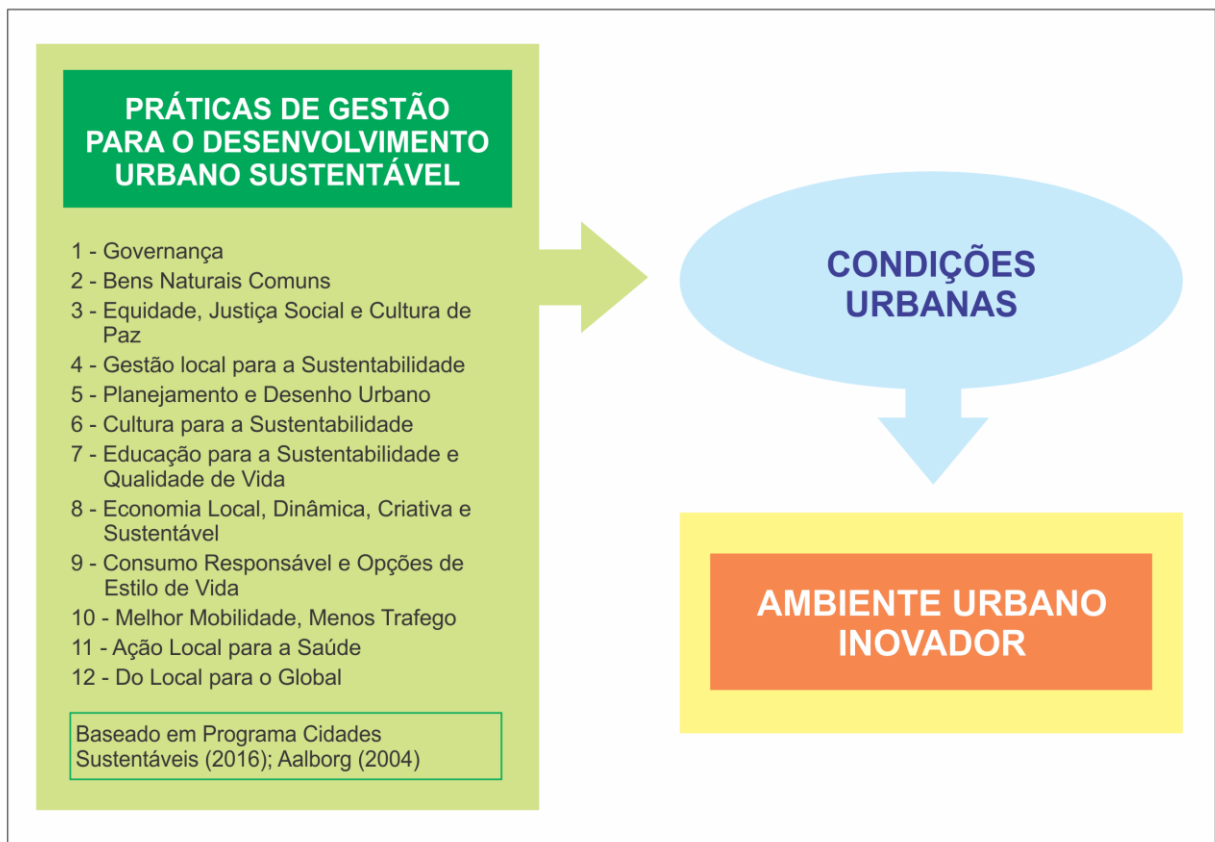 PRÁTICAS DE GESTÃO
PARA O DESENVOLVIMENTO
URBANO SUSTENTÁVEL
1 - Governança
2 - Bens Naturais Comuns
3 - Equidade, Justiça Social e Cultura de
Paz
4 - Gestão local para a Sustentabilidade
5 - Planejamento e Desenho Urbano
6 - Cultura para a Sustentabilidade
7 - Educação para a Sustentabilidade e
Qualidade de Vida
8 - Economia Local, Dinâmica, Criativa e
Sustentável
9 - Consumo Responsável e Opções de
Estilo de Vida
10 - Melhor Mobilidade, Menos Trafego
11 - Ação Local para a Saúde
12 - Do Local para o Global
Baseado em Programa Cidades
Sustentáveis (2016); Aalborg (2004)
CONDIÇÕES
URBANAS
AMBIENTE URBANO
INOVADOR